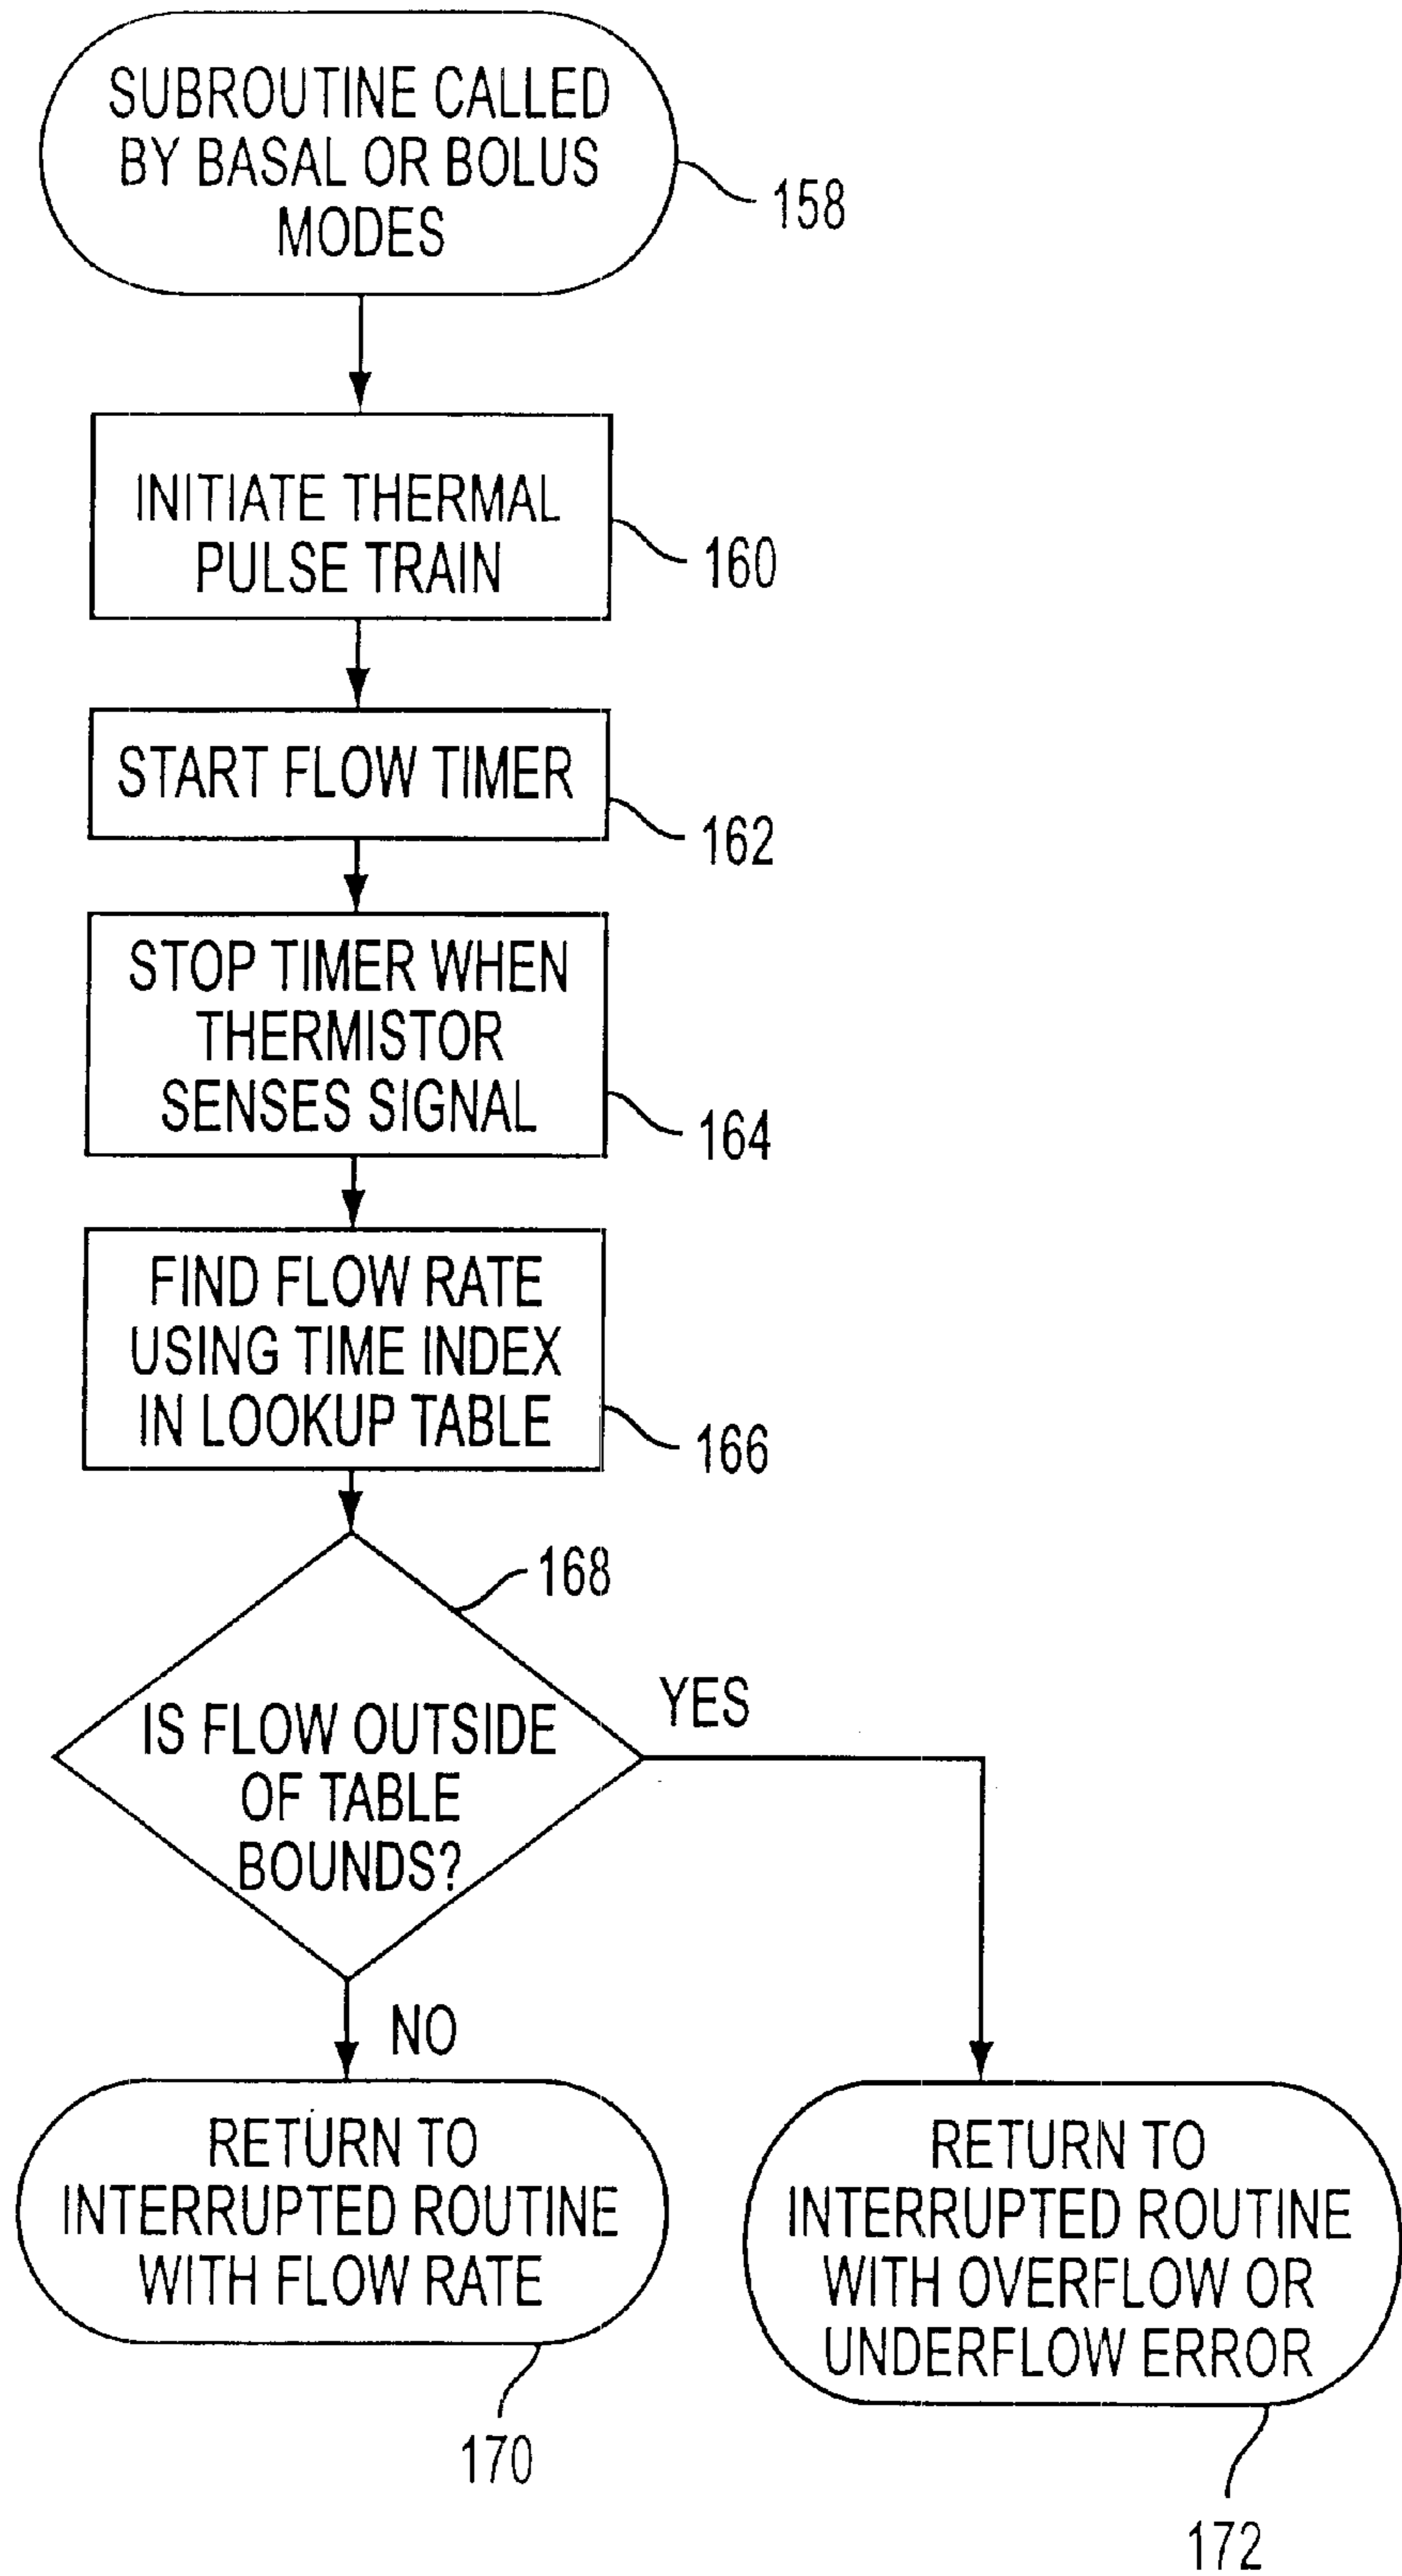 SUBROUTINE CALLED
BY BASAL OR BOLUS
MODES
158
INITIATE THERMAL
PULSE TRAIN
160
START FLOW TIMER
162
STOP TIMER WHEN
THERMISTOR
SENSES SIGNAL
164
FIND FLOW RATE
USING TIME INDEX
IN LOOKUP TABLE
166
168
IS FLOW OUTSIDE
OF TABLE
BOUNDS?
YES
NO
RETURN TO
INTERRUPTED ROUTINE
WITH FLOW RATE
170
RETURN TO
INTERRUPTED ROUTINE
WITH OVERFLOW OR
UNDERFLOW ERROR
172